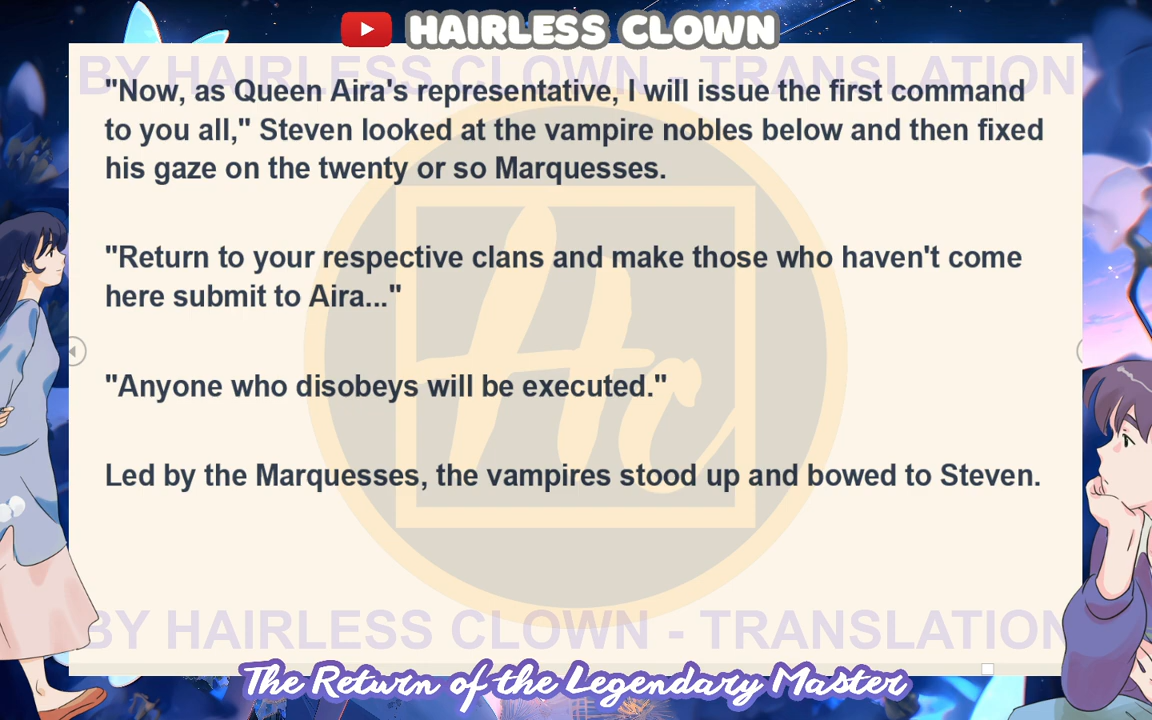 HAIRLESS CLOWN
BY HAIRLESS CLOWN - TRANSLATION
"Now, as Queen Aira's representative, I will issue the first command
to you all," Steven looked at the vampire nobles below and then fixed
his gaze on the twenty or so Marquesses.
"Return to your respective clans and make those who haven't come
here submit to Aira..."
"Anyone who disobeys will be executed."
Led by the Marquesses, the vampires stood up and bowed to Steven.
Hc
BY HAIRLESS CLOWN - TRANSLATION
The Return of the Legendary Master